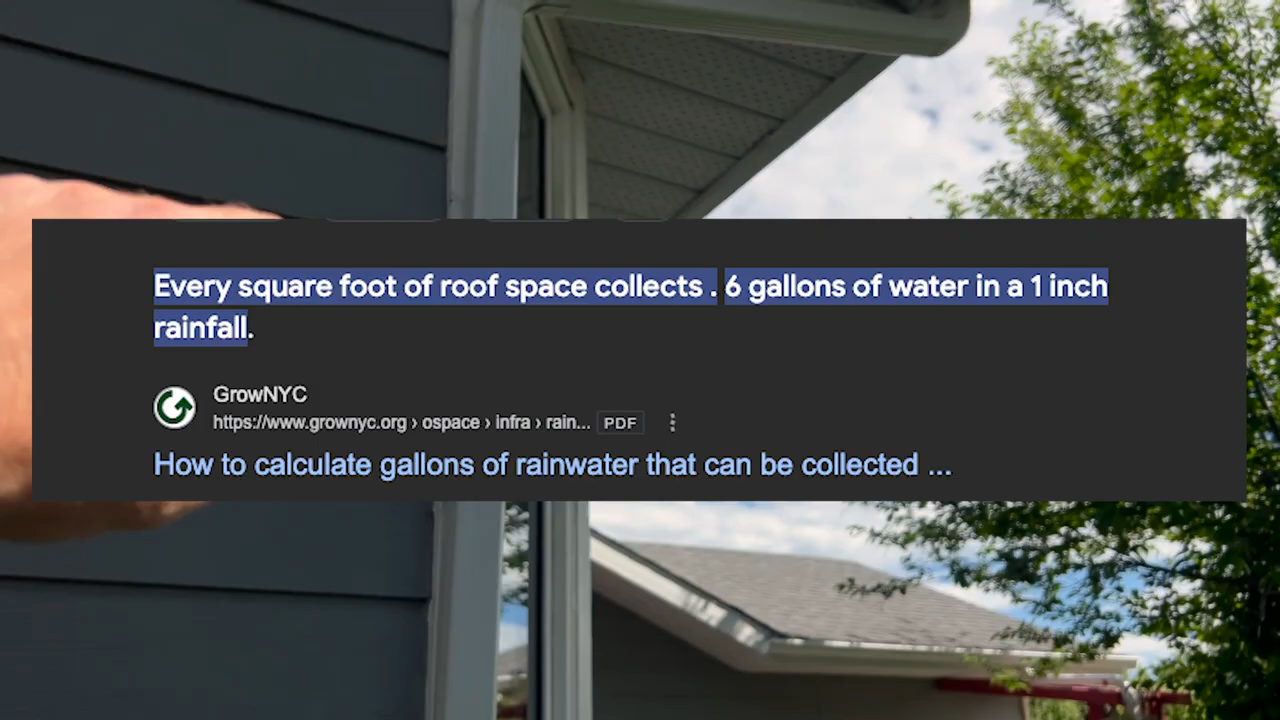 Every square foot of roof space collects . 6 gallons of water in a 1 inch
rainfall.
GrowNYC
https://www.grownyc.org › ospace › infra › rain... PDF
How to calculate gallons of rainwater that can be collected ...